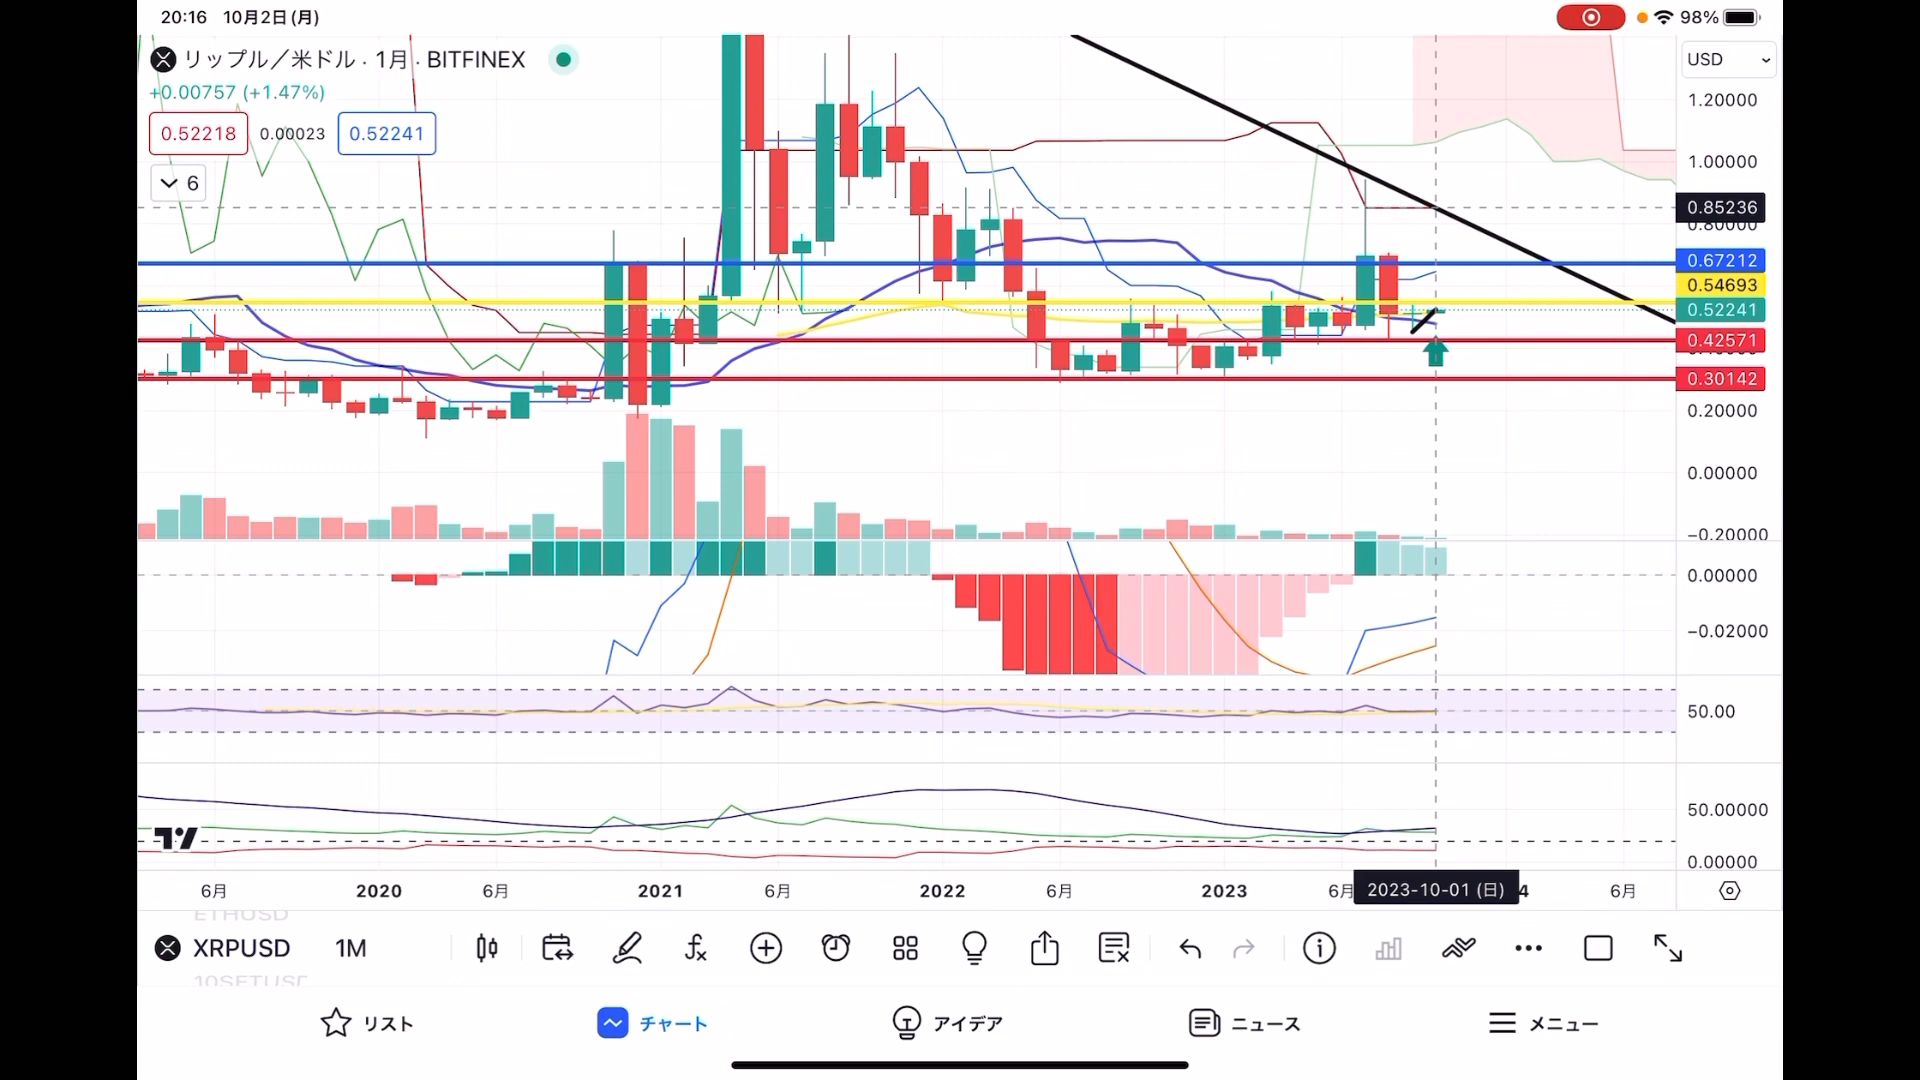 20:16 10月2日(月)
98%
リップル／米ドル · 1月 · BITFINEX
USD
+0.00757 (+1.47%)
0.52218 0.00023 0.52241
6
1.20000
1.00000
0.85236
0.80000
0.67212
0.54693
0.52241
0.42571
0.30142
0.20000
0.00000
−0.20000
0.00000
−0.02000
50.00
50.00000
0.00000
6月 2020 6月 2021 6月 2022 6月 2023 6月 2023-10-01 (日) 4 6月
ETHUSD
XRPUSD 1M
リスト チャート アイデア ニュース メニュー